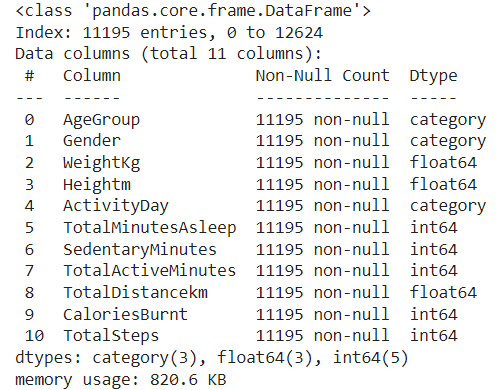 <class 'pandas.core.frame.DataFrame'>
Index: 11195 entries, 0 to 12624
Data columns (total 11 columns):
 #   Column             Non-Null Count  Dtype
---  ------             --------------  -----
 0   AgeGroup           11195 non-null  category
 1   Gender             11195 non-null  category
 2   WeightKg           11195 non-null  float64
 3   Heightm            11195 non-null  float64
 4   ActivityDay        11195 non-null  category
 5   TotalMinutesAsleep 11195 non-null  int64
 6   SedentaryMinutes   11195 non-null  int64
 7   TotalActiveMinutes 11195 non-null  int64
 8   TotalDistancekm    11195 non-null  float64
 9   CaloriesBurnt      11195 non-null  int64
 10  TotalSteps         11195 non-null  int64
dtypes: category(3), float64(3), int64(5)
memory usage: 820.6 KB